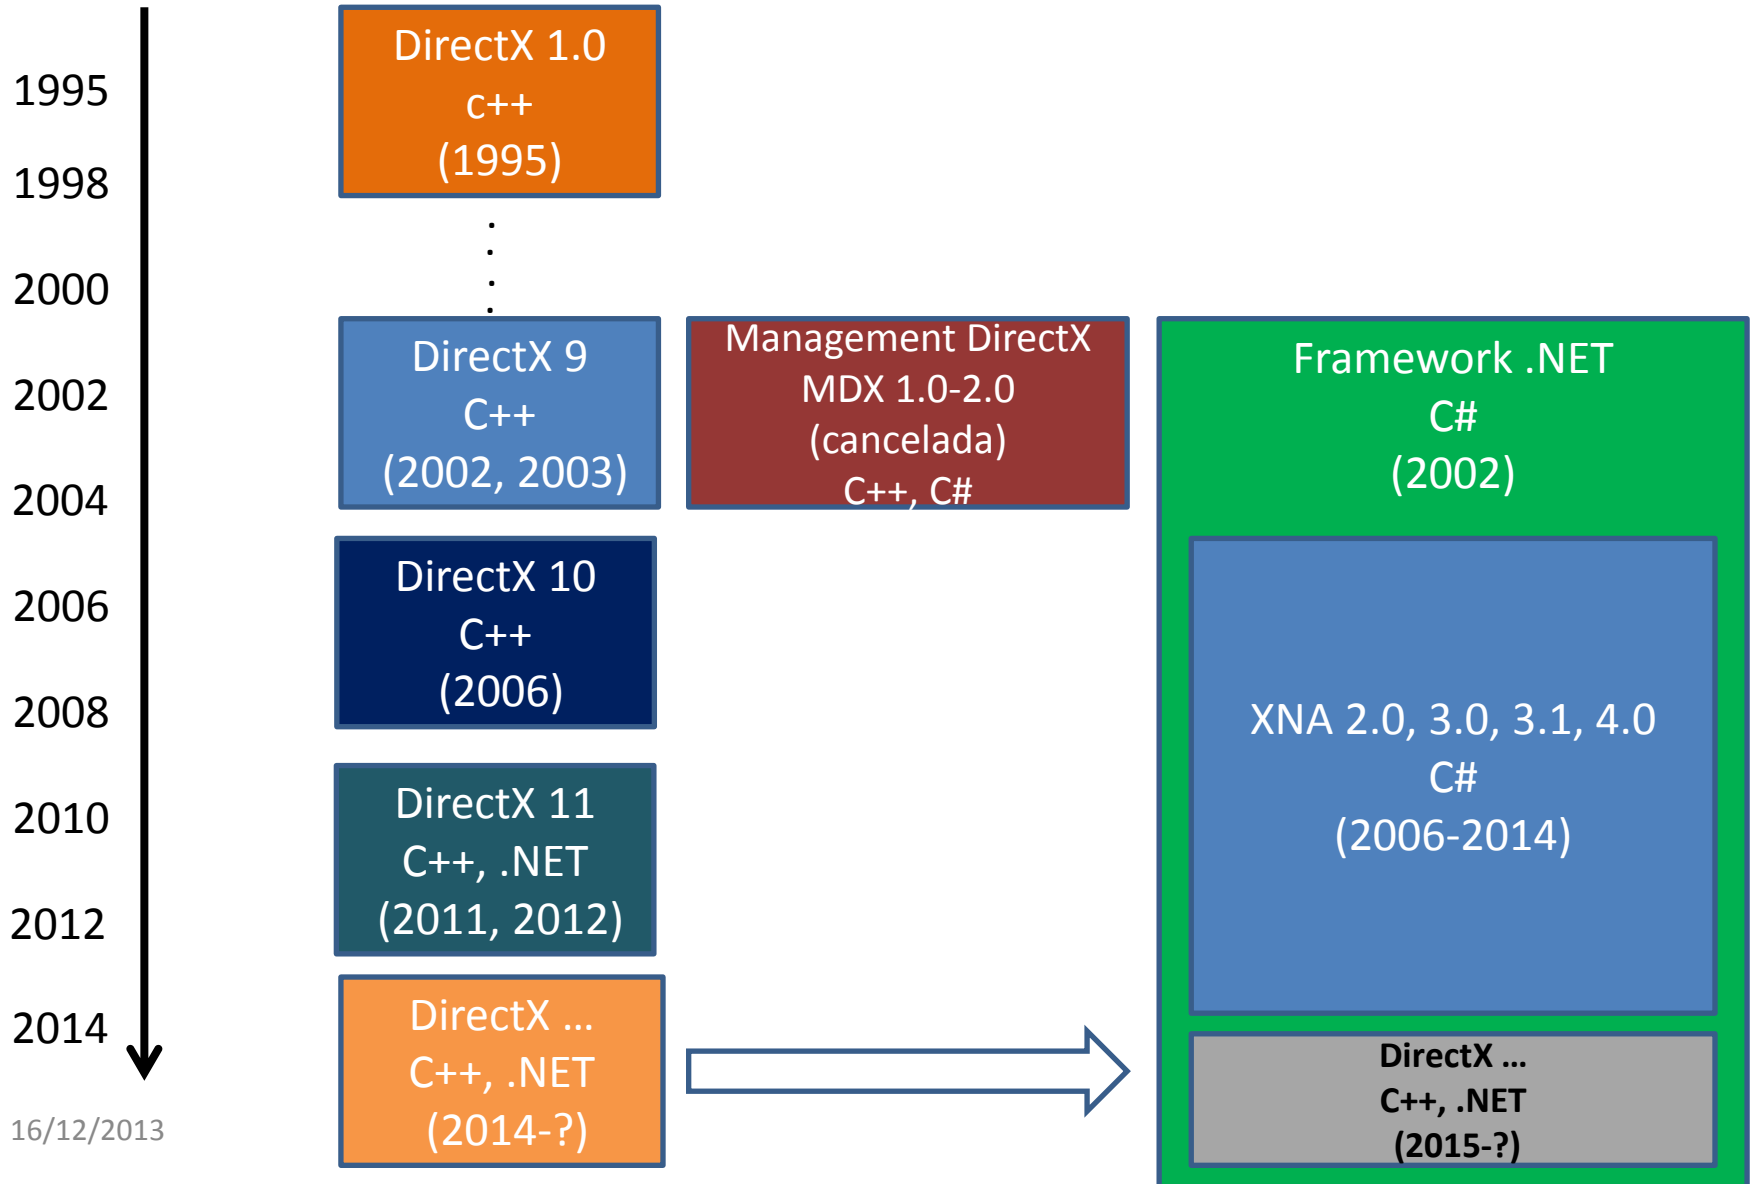 1995
1998
2000
2002
2004
2006
2008
2010
2012
2014
16/12/2013
DirectX 1.0
c++
(1995)
.
.
.
.
DirectX 9
C++
(2002, 2003)
Management DirectX
MDX 1.0-2.0
(cancelada)
C++, C#
DirectX 10
C++
(2006)
DirectX 11
C++, .NET
(2011, 2012)
DirectX ...
C++, .NET
(2014-?)
Framework .NET
C#
(2002)
XNA 2.0, 3.0, 3.1, 4.0
C#
(2006-2014)
DirectX ...
C++, .NET
(2015-?)